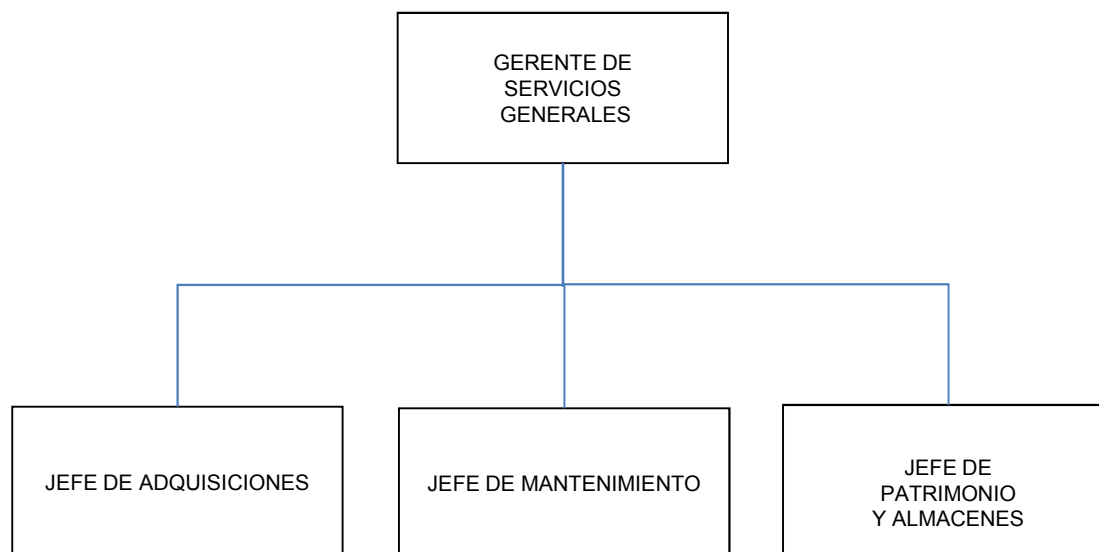 GERENTE DE
SERVICIOS
GENERALES
JEFE DE ADQUISICIONES
JEFE DE MANTENIMIENTO
JEFE DE
PATRIMONIO
Y ALMACENES